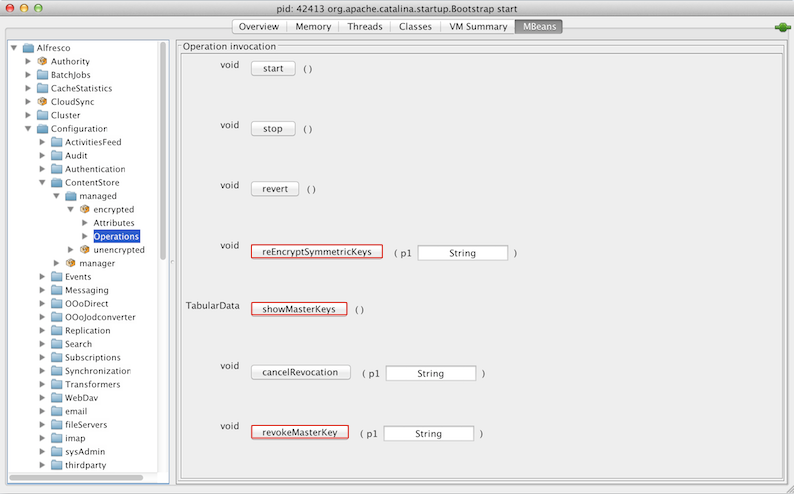 pid: 42413 org.apache.catalina.startup.Bootstrap start
Overview Memory Threads Classes VM Summary MBeans
Alfresco
Authority
BatchJobs
CacheStatistics
CloudSync
Cluster
Configuration
ActivitiesFeed
Audit
Authentication
ContentStore
managed
encrypted
Attributes
Operations
unencrypted
manager
Events
Messaging
OOoDirect
OOoJodconverter
Replication
Search
Subscriptions
Synchronization
Transformers
WebDav
email
fileServers
imap
sysAdmin
thirdparty
Operation invocation
void start ( )
void stop ( )
void revert ( )
void reEncryptSymmetricKeys ( p1 String )
TabularData showMasterKeys ( )
void cancelRevocation ( p1 String )
void revokeMasterKey ( p1 String )